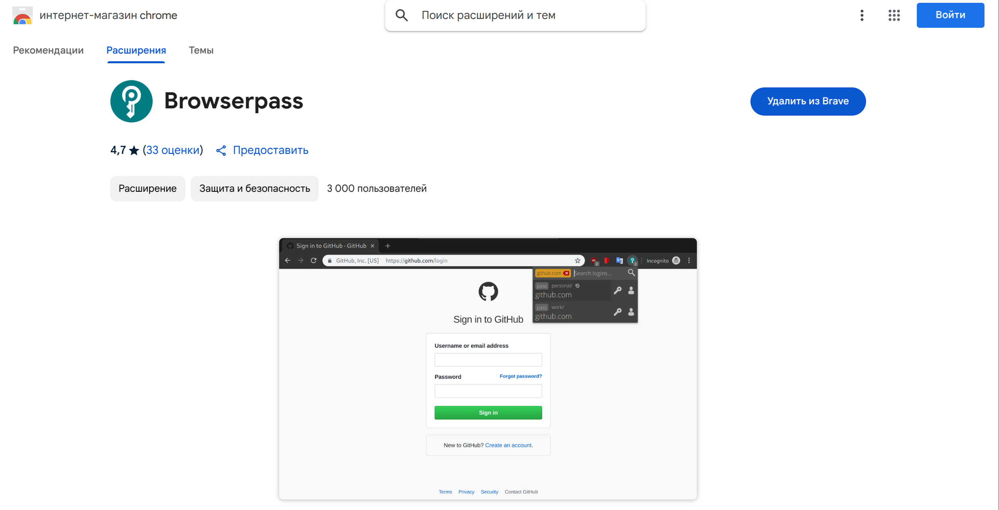 интернет-магазин chrome
Поиск расширений и тем
Войти
Рекомендации
Расширения
Темы
Browserpass
Удалить из Brave
4,7 ★ (33 оценки)
Предоставить
Расширение
Защита и безопасность
3 000 пользователей
Sign in to GitHub · GitHub
GitHub, Inc. [US] https://github.com/login
2
2
Incognito
github.com
Search logins...
pass personal/
github.com
pass work/
github.com
Sign in to GitHub
Username or email address
Password
Forgot password?
Sign in
New to GitHub? Create an account.
Terms Privacy Security Contact GitHub